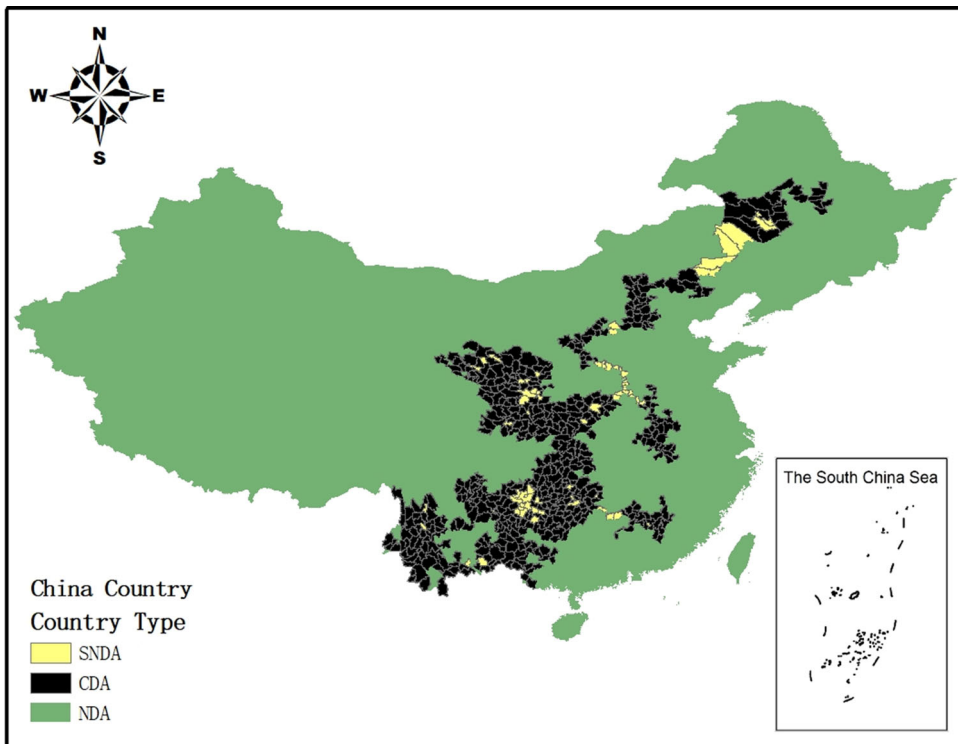 N
W E
S
The South China Sea
China Country
Country Type
SNDA
CDA
NDA